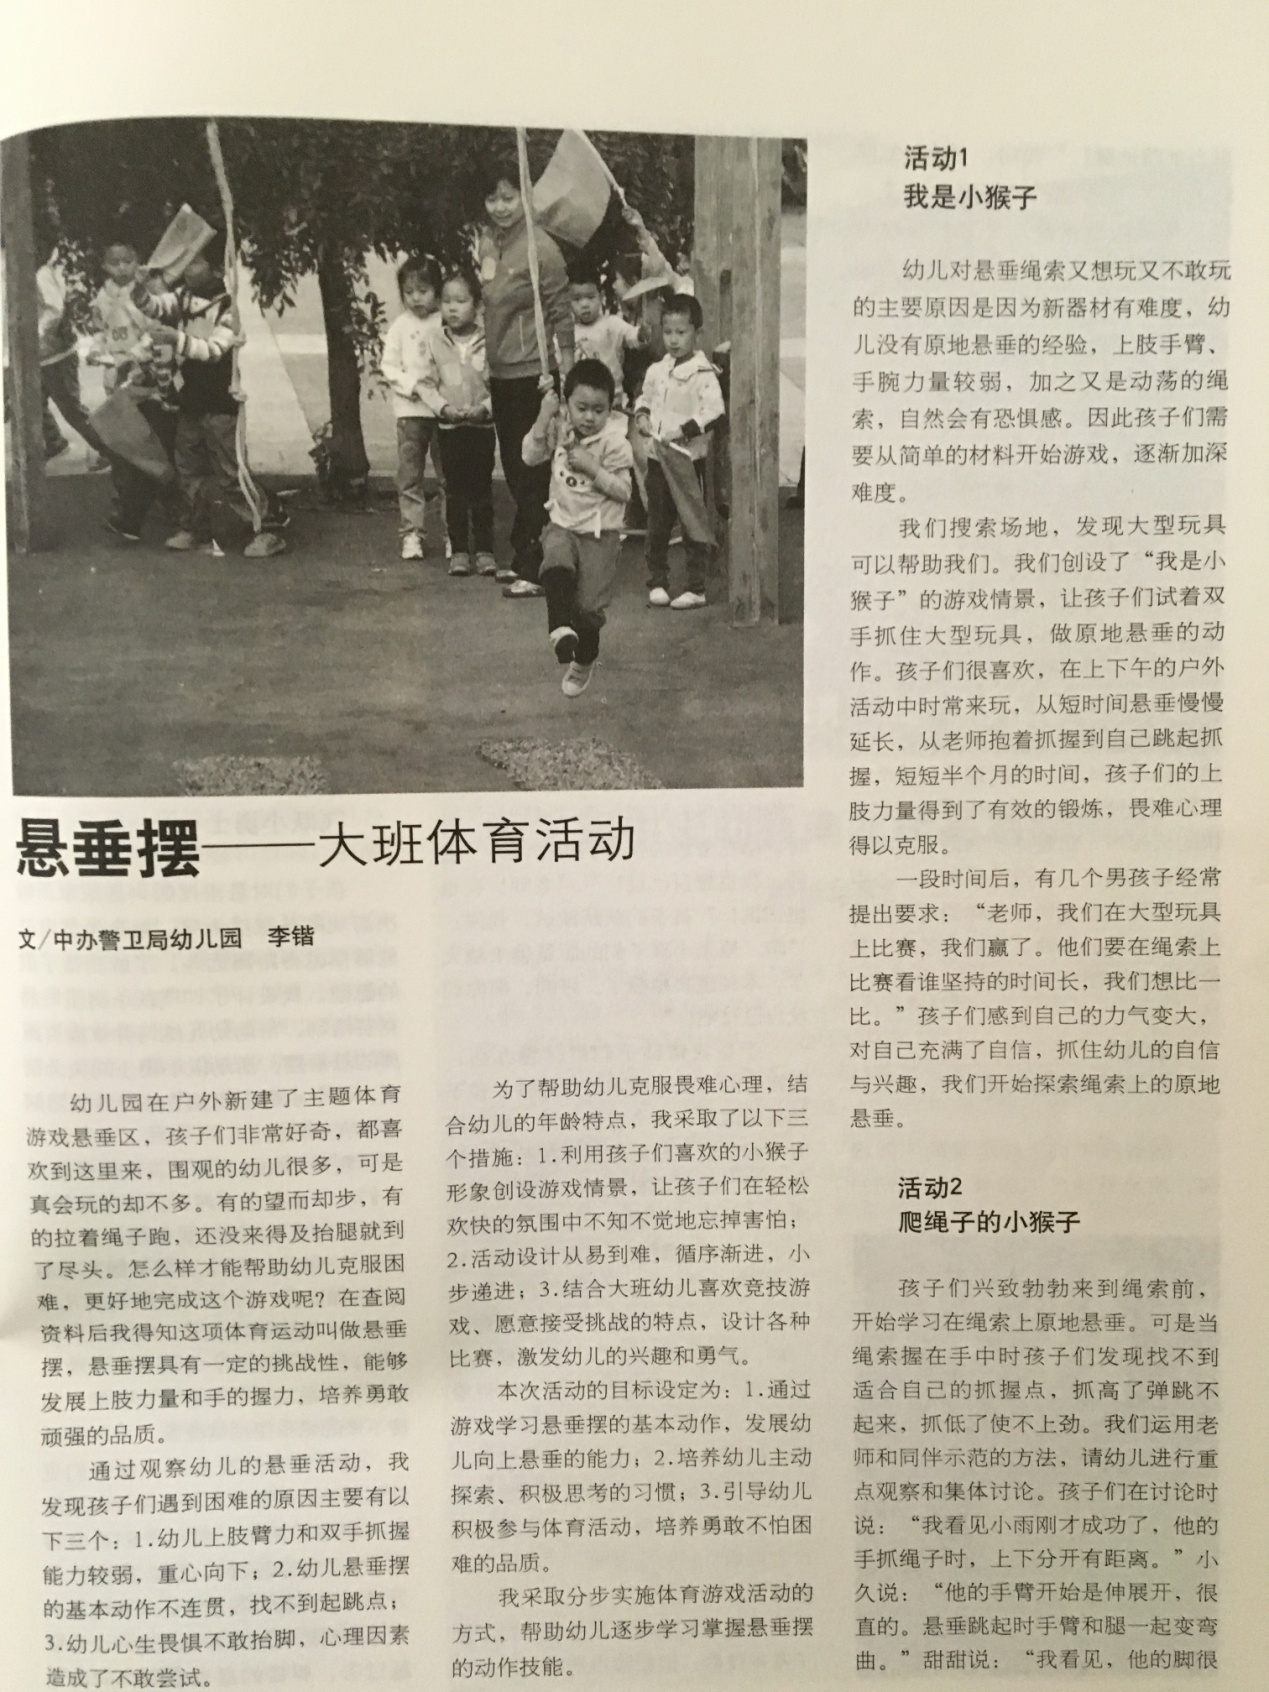 悬垂摆——大班体育活动
文/中办警卫局幼儿园 李锴
幼儿园在户外新建了主题体育
游戏悬垂区，孩子们非常好奇，都喜
欢到这里来，围观的幼儿很多，可是
真会玩的却不多。有的望而却步，有
的拉着绳子跑，还没来得及抬腿就到
了尽头。怎么样才能帮助幼儿克服困
难，更好地完成这个游戏呢？在查阅
资料后我得知这项体育运动叫做悬垂
摆，悬垂摆具有一定的挑战性，能够
发展上肢力量和手的握力，培养勇敢
顽强的品质。
通过观察幼儿的悬垂活动，我
发现孩子们遇到困难的原因主要有以
下三个：1.幼儿上肢臂力和双手抓握
能力较弱，重心向下；2.幼儿悬垂摆
的基本动作不连贯，找不到起跳点；
3.幼儿心生畏惧不敢抬脚，心理因素
造成了不敢尝试。
为了帮助幼儿克服畏难心理，结
合幼儿的年龄特点，我采取了以下三
个措施：1.利用孩子们喜欢的小猴子
形象创设游戏情景，让孩子们在轻松
欢快的氛围中不知不觉地忘掉害怕；
2.活动设计从易到难，循序渐进，小
步递进；3.结合大班幼儿喜欢竞技游
戏、愿意接受挑战的特点，设计各种
比赛，激发幼儿的兴趣和勇气。
本次活动的目标设定为：1.通过
游戏学习悬垂摆的基本动作，发展幼
儿向上悬垂的能力；2.培养幼儿主动
探索、积极思考的习惯；3.引导幼儿
积极参与体育活动，培养勇敢不怕困
难的品质。
我采取分步实施体育游戏活动的
方式，帮助幼儿逐步学习掌握悬垂摆
的动作技能。
活动1
我是小猴子
幼儿对悬垂绳索又想玩又不敢玩
的主要原因是因为新器材有难度，幼
儿没有原地悬垂的经验，上肢手臂、
手腕力量较弱，加之又是动荡的绳
索，自然会有恐惧感。因此孩子们需
要从简单的材料开始游戏，逐渐加深
难度。
我们搜索场地，发现大型玩具
可以帮助我们。我们创设了“我是小
猴子”的游戏情景，让孩子们试着双
手抓住大型玩具，做原地悬垂的动
作。孩子们很喜欢，在上下午的户外
活动中时常来玩，从短时间悬垂慢慢
延长，从老师抱着抓握到自己跳起抓
握，短短半个月的时间，孩子们的上
肢力量得到了有效的锻炼，畏难心理
得以克服。
一段时间后，有几个男孩子经常
提出要求：“老师，我们在大型玩具
上比赛，我们赢了。他们要在绳索上
比赛看谁坚持的时间长，我们想比一
比。”孩子们感到自己的力气变大，
对自己充满了自信，抓住幼儿的自信
与兴趣，我们开始探索绳索上的原地
悬垂。
活动2
爬绳子的小猴子
孩子们兴致勃勃来到绳索前，
开始学习在绳索上原地悬垂。可是当
绳索握在手中时孩子们发现找不到
适合自己的抓握点，抓高了弹跳不
起来，抓低了使不上劲。我们运用老
师和同伴示范的方法，请幼儿进行重
点观察和集体讨论。孩子们在讨论时
说：“我看见小雨刚才成功了，他的
手抓绳子时，上下分开有距离。”小
久说：“他的手臂开始是伸展开，很
直的。悬垂跳起时手臂和腿一起变弯
曲。”甜甜说：“我看见，他的脚很